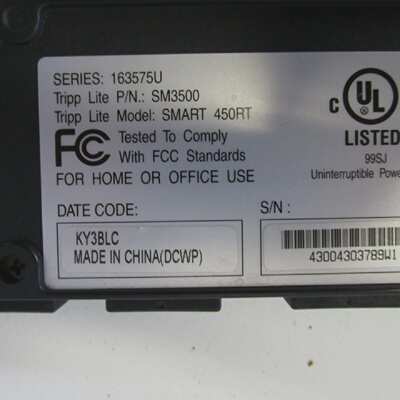 SERIES: 163575U
Tripp Lite P/N.: SM3500
Tripp Lite Model: SMART 450RT
FC Tested To Comply
With FCC Standards
FOR HOME OR OFFICE USE
C UL
LISTED
99SJ
Uninterruptible Powe
DATE CODE:
KY3BLC
MADE IN CHINA(DCWP)
S/N :
43004303789W1